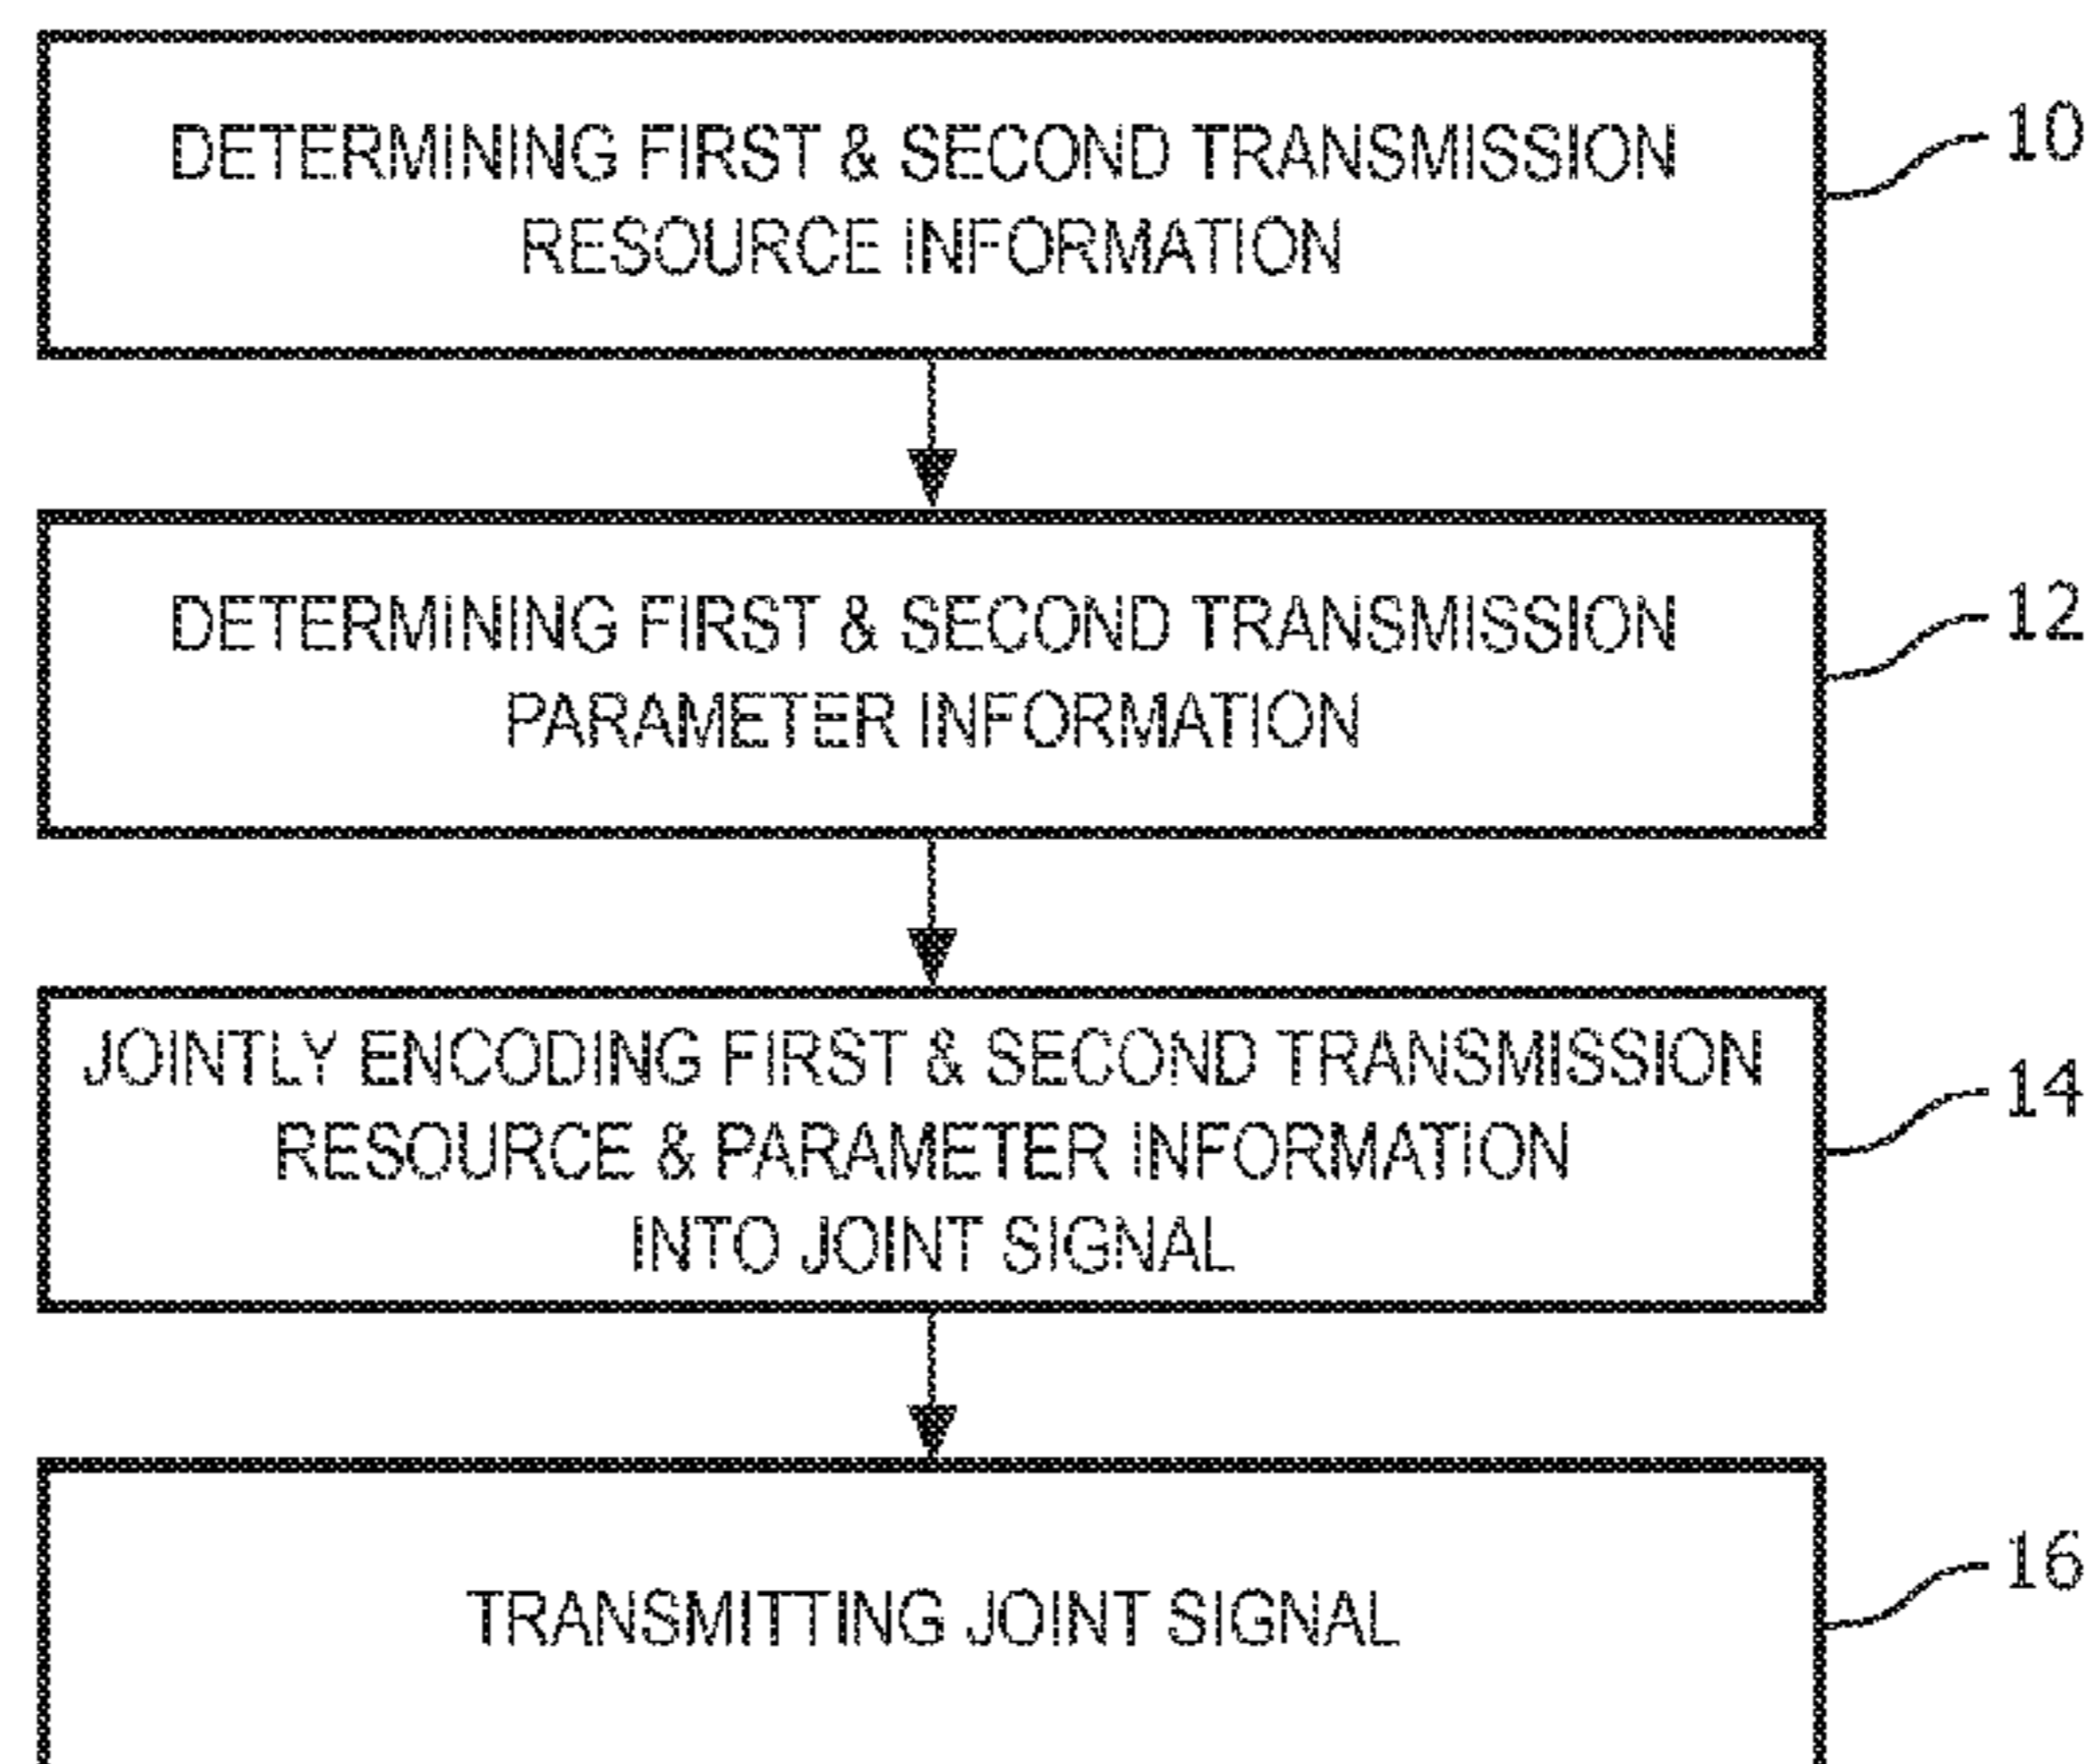 DETERMINING FIRST & SECOND TRANSMISSION
RESOURCE INFORMATION
10
DETERMINING FIRST & SECOND TRANSMISSION
PARAMETER INFORMATION
12
JOINTLY ENCODING FIRST & SECOND TRANSMISSION
RESOURCE & PARAMETER INFORMATION
INTO JOINT SIGNAL
14
TRANSMITTING JOINT SIGNAL
16